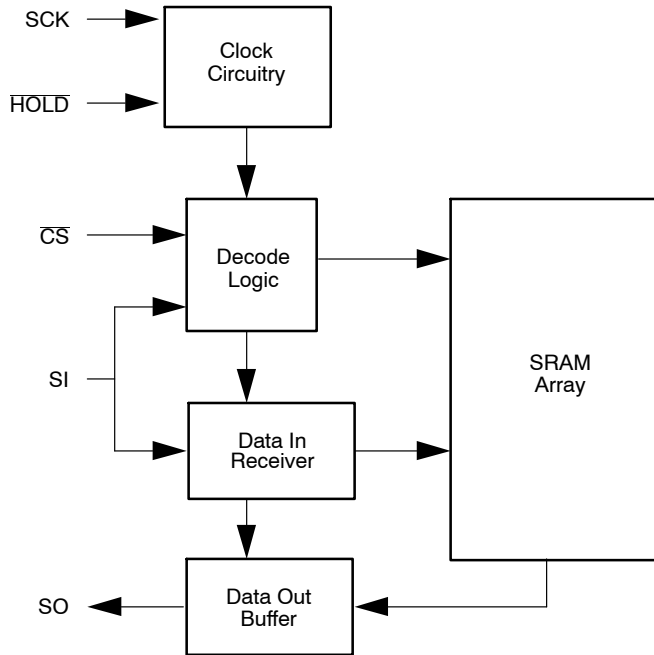 SCK
Clock
Circuitry
HOLD
CS
Decode
Logic
SI
SRAM
Array
Data In
Receiver
SO
Data Out
Buffer